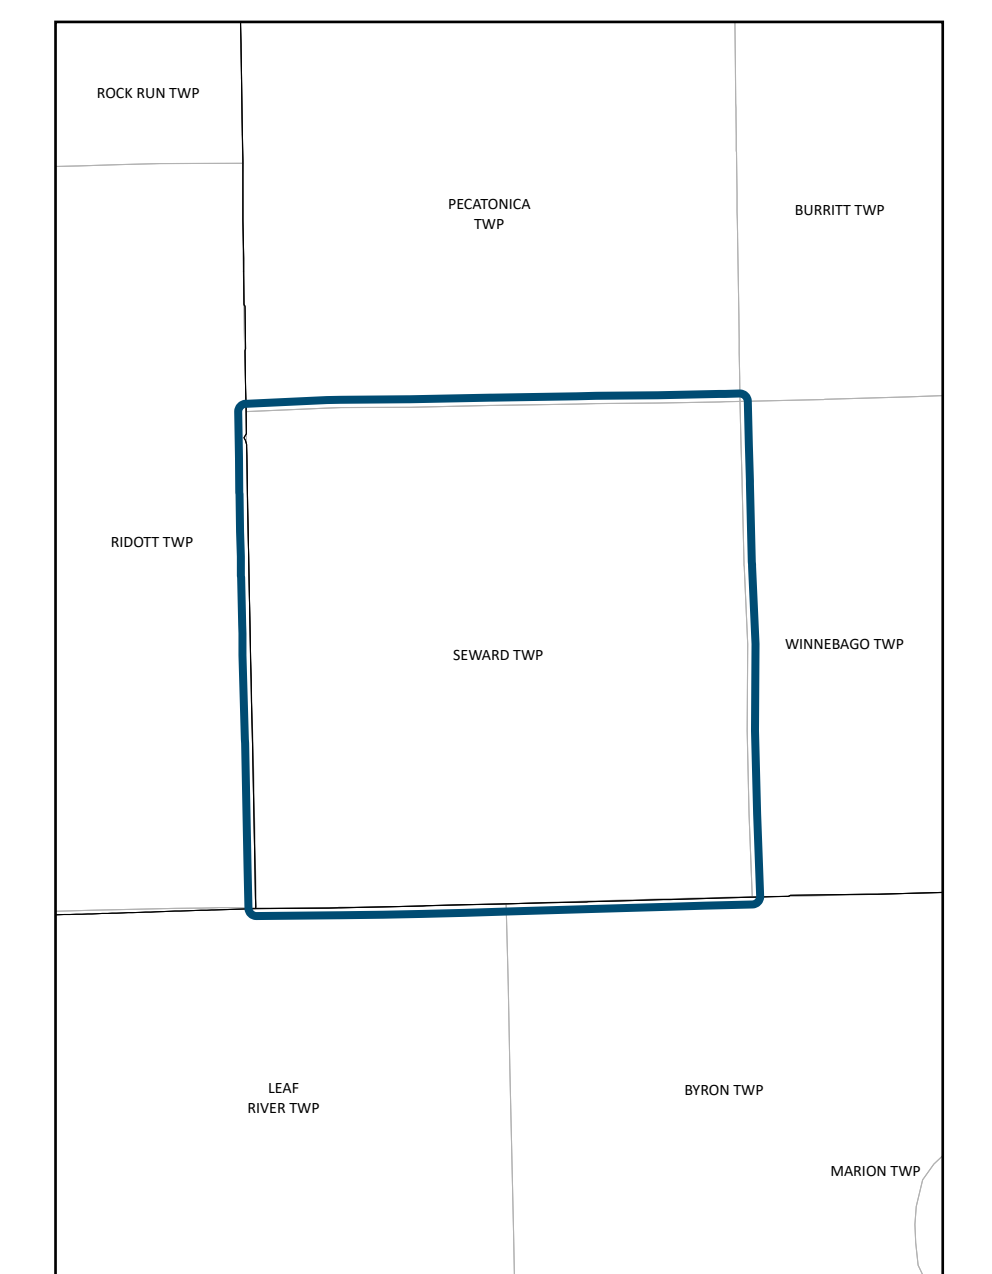 ROCK RUN TWP
PECATONICA
TWP
BURRITT TWP
RIDOTT TWP
WINNEBAGO TWP
SEWARD TWP
LEAF
RIVER TWP
BYRON TWP
MARION TWP